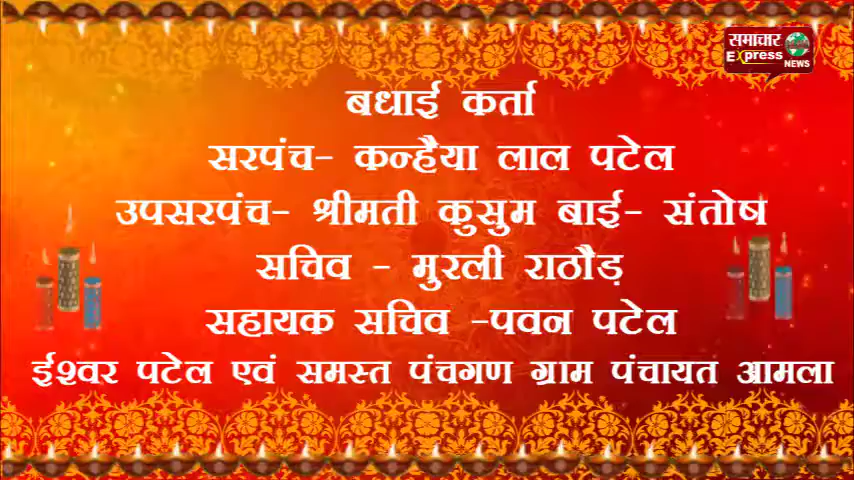 समाचार
Express
NEWS
बधाई कर्ता
सरपंच- कन्हैया लाल पटेल
उपसरपंच- श्रीमती कुसुम बाई- संतोष
सचिव - मुरली राठौड़
सहायक सचिव -पवन पटेल
ईश्वर पटेल एवं समस्त पंचगण ग्राम पंचायत आमला